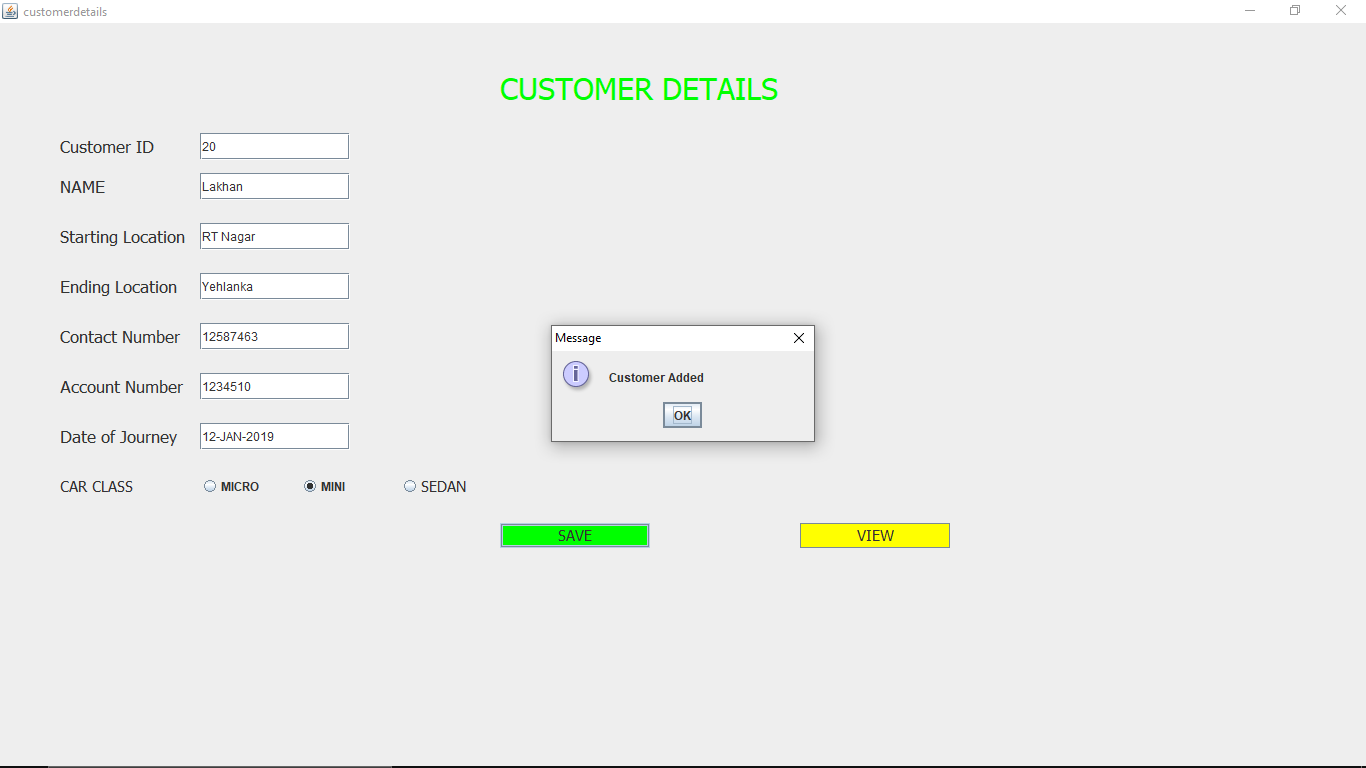 customerdetails
CUSTOMER DETAILS
Customer ID 20
NAME Lakhan
Starting Location RT Nagar
Ending Location Yehlanka
Contact Number 12587463
Account Number 1234510
Date of Journey 12-JAN-2019
CAR CLASS MICRO MINI SEDAN
Message
i Customer Added
OK
SAVE VIEW